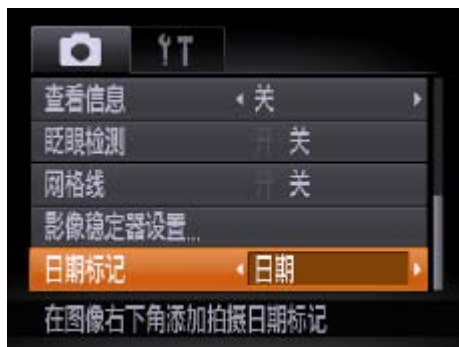 查看信息 关
眨眼检测 开 关
网格线 开 关
影像稳定器设置...
日期标记 日期
在图像右下角添加拍摄日期标记